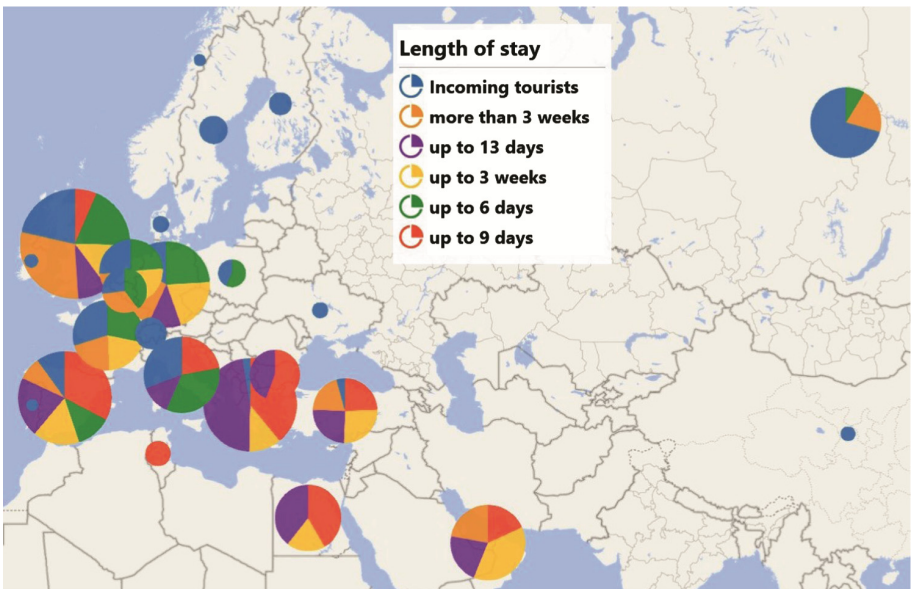 Length of stay
Incoming tourists
more than 3 weeks
up to 13 days
up to 3 weeks
up to 6 days
up to 9 days